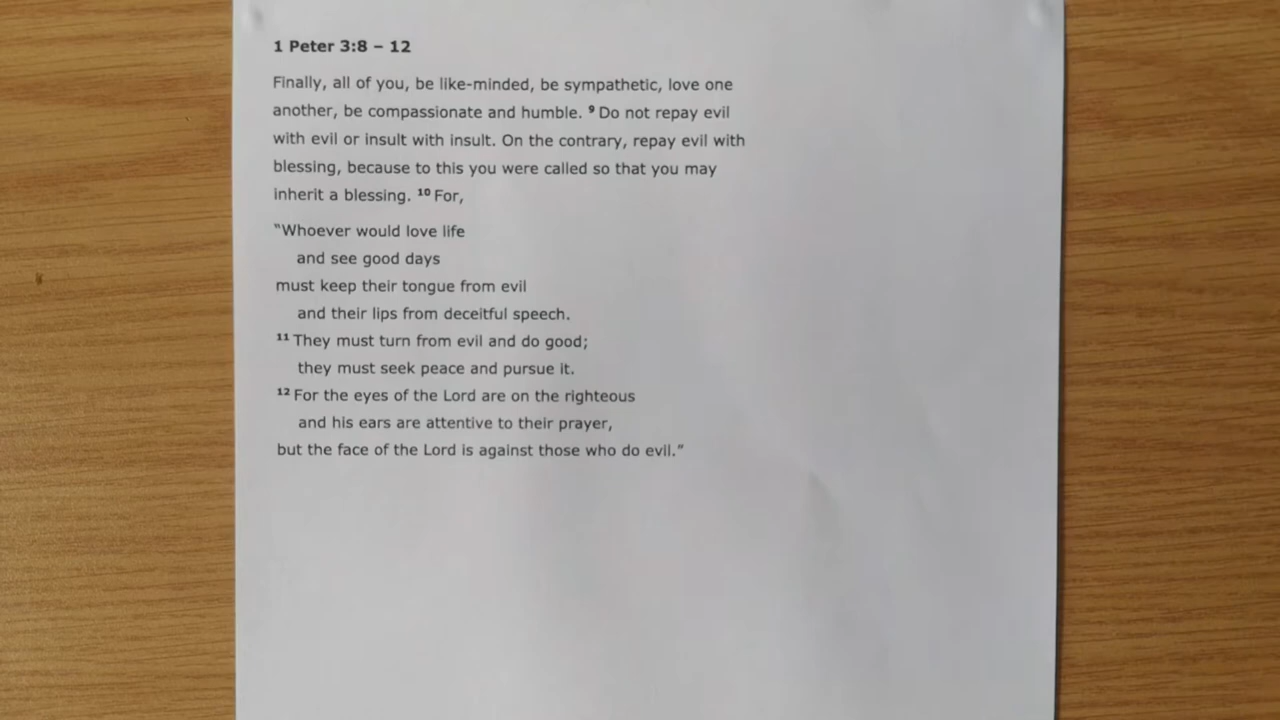 1 Peter 3:8 – 12
Finally, all of you, be like-minded, be sympathetic, love one
another, be compassionate and humble. ⁹ Do not repay evil
with evil or insult with insult. On the contrary, repay evil with
blessing, because to this you were called so that you may
inherit a blessing. ¹⁰ For,
“Whoever would love life
and see good days
must keep their tongue from evil
and their lips from deceitful speech.
¹¹ They must turn from evil and do good;
they must seek peace and pursue it.
¹² For the eyes of the Lord are on the righteous
and his ears are attentive to their prayer,
but the face of the Lord is against those who do evil.”